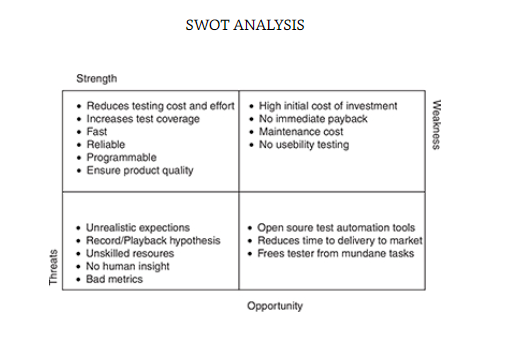 SWOT ANALYSIS
Strength
• Reduces testing cost and effort
• Increases test coverage
• Fast
• Reliable
• Programmable
• Ensure product quality
• High initial cost of investment
• No immediate payback
• Maintenance cost
• No usebility testing
Weakness
Threats
• Unrealistic expections
• Record/Playback hypothesis
• Unskilled resoures
• No human insight
• Bad metrics
• Open soure test automation tools
• Reduces time to delivery to market
• Frees tester from mundane tasks
Opportunity